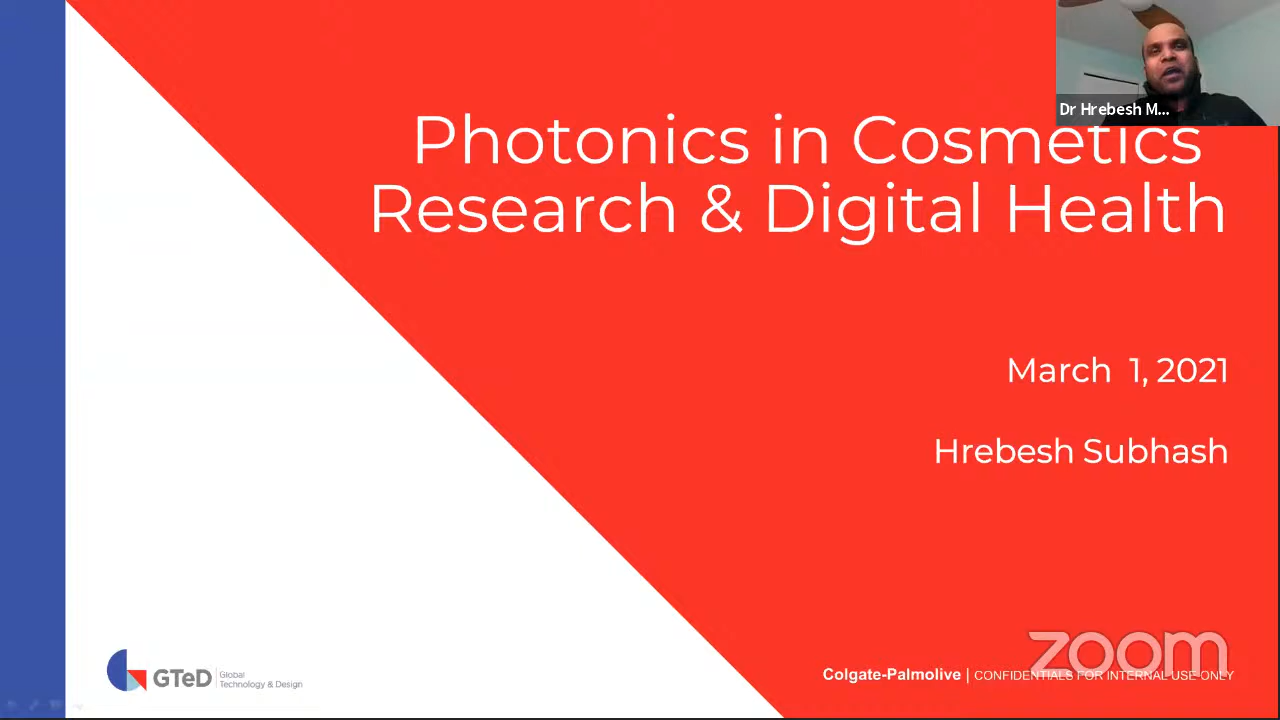 Dr Hrebesh M...
Photonics in Cosmetics
Research & Digital Health
March 1, 2021
Hrebesh Subhash
GTeD
Global
Technology & Design
zoom
Colgate-Palmolive | CONFIDENTIALS FOR INTERNAL USE ONLY